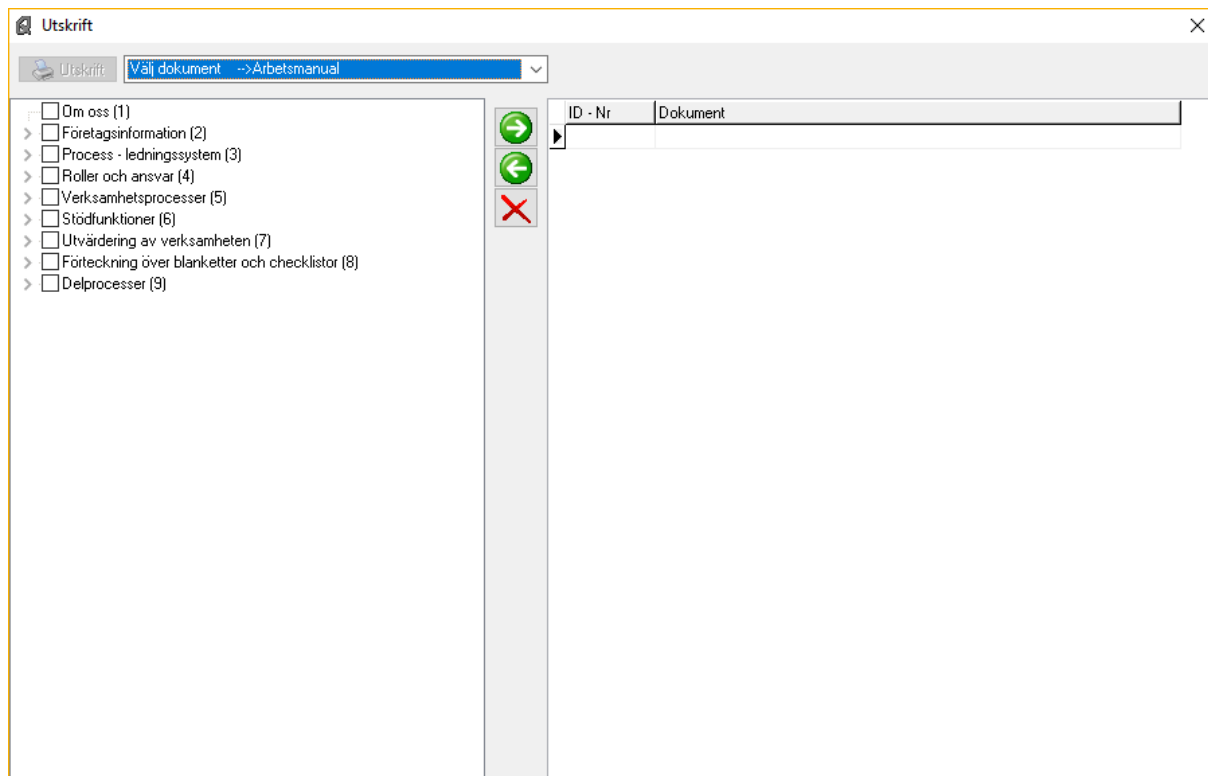 Utskrift
Utskrift
Välj dokument -->Arbetsmanual
Om oss (1)
Företagsinformation (2)
Process - ledningssystem (3)
Roller och ansvar (4)
Verksamhetsprocesser (5)
Stödfunktioner (6)
Utvärdering av verksamheten (7)
Förteckning över blanketter och checklistor (8)
Delprocesser (9)
ID - Nr Dokument